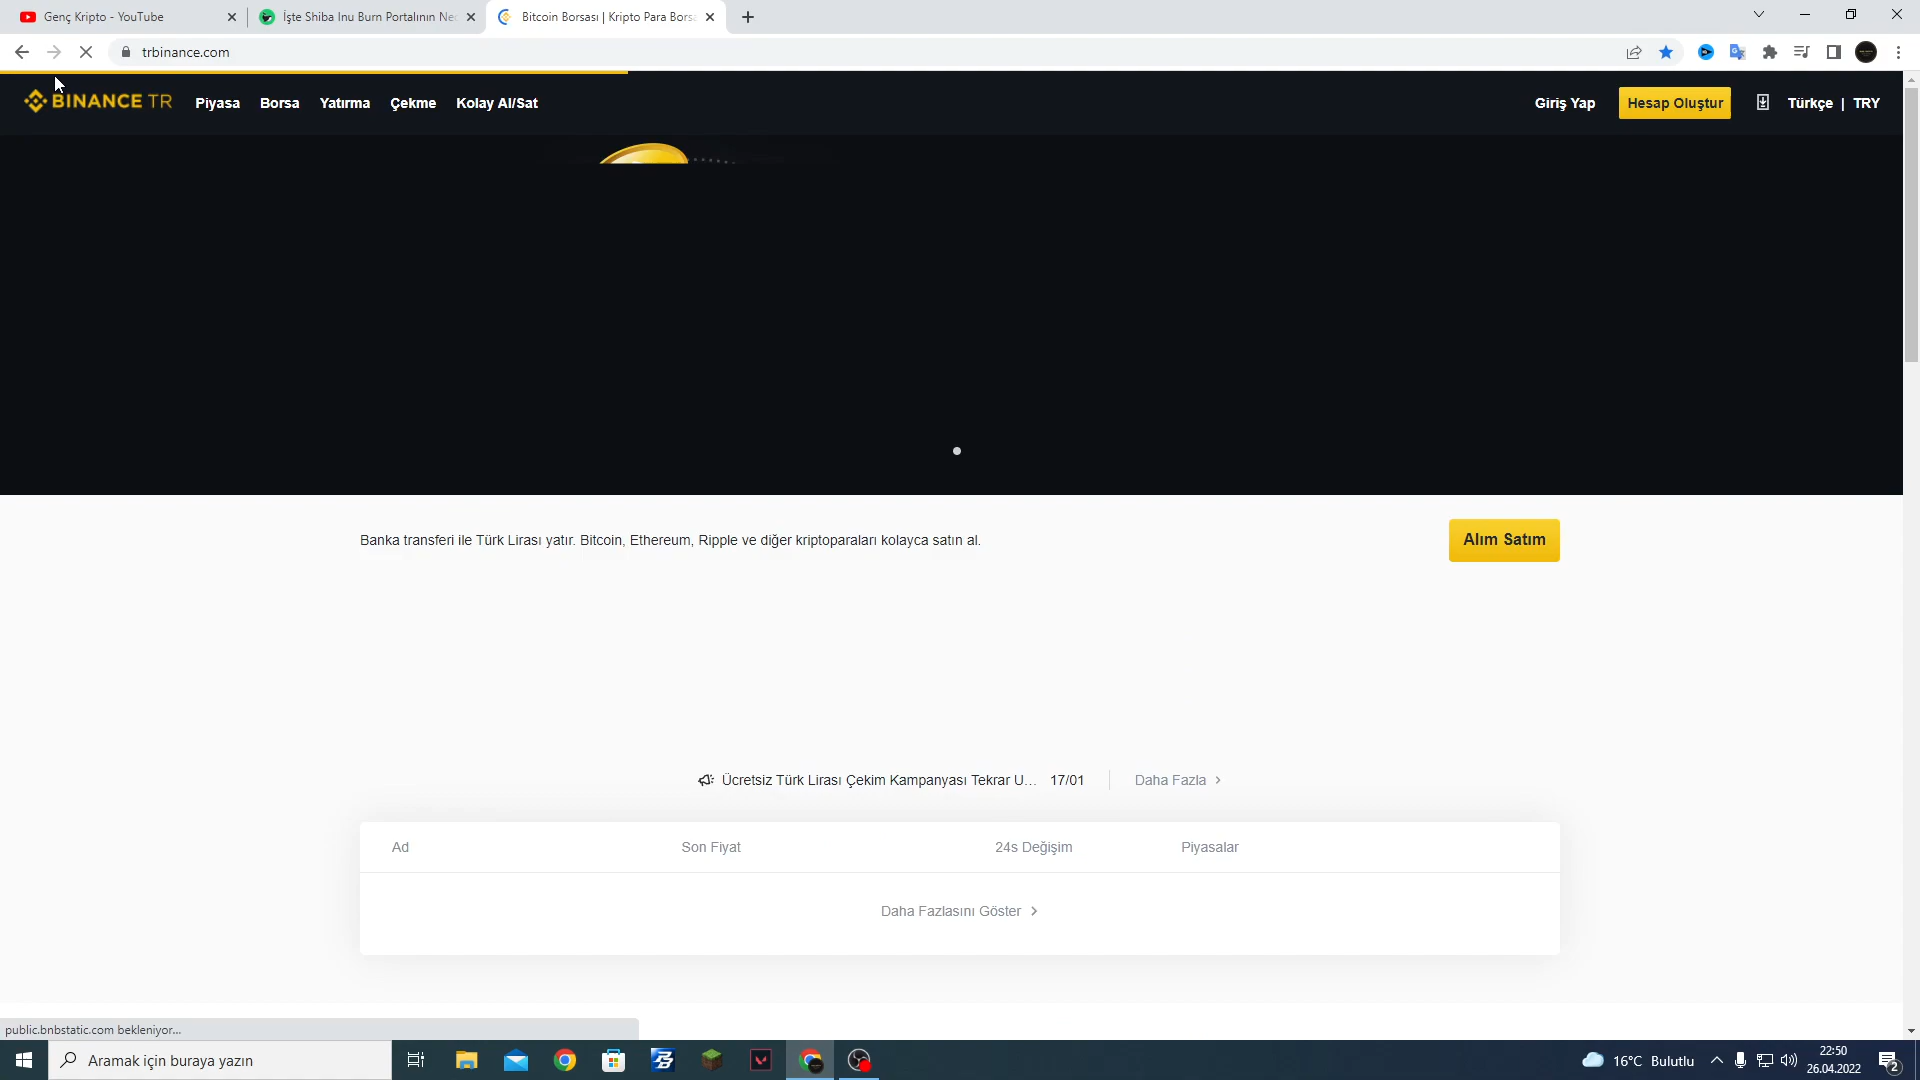 Genç Kripto - YouTube
İşte Shiba Inu Burn Portalının Ned
Bitcoin Borsası | Kripto Para Borsa
trbinance.com
BINANCE TR
Piyasa
Borsa
Yatırma
Çekme
Kolay Al/Sat
Giriş Yap
Hesap Oluştur
Türkçe | TRY
Banka transferi ile Türk Lirası yatır. Bitcoin, Ethereum, Ripple ve diğer kriptoparaları kolayca satın al.
Alım Satım
Ücretsiz Türk Lirası Çekim Kampanyası Tekrar U... 17/01
Daha Fazla
Ad
Son Fiyat
24s Değişim
Piyasalar
Daha Fazlasını Göster
public.bnbstatic.com bekleniyor...
Aramak için buraya yazın
16°C Bulutlu
22:50
26.04.2022
2